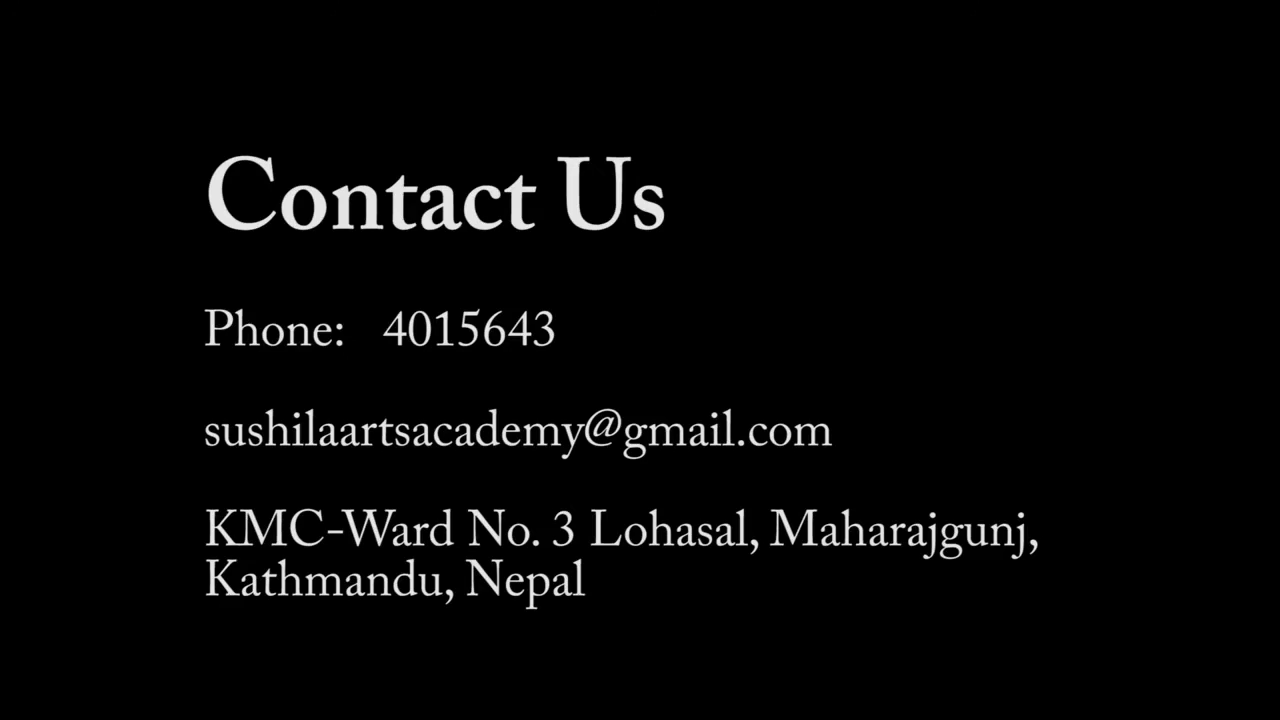 Contact Us
Phone: 4015643
sushilaartsacademy@gmail.com
KMC-Ward No. 3 Lohasal, Maharajgunj,
Kathmandu, Nepal